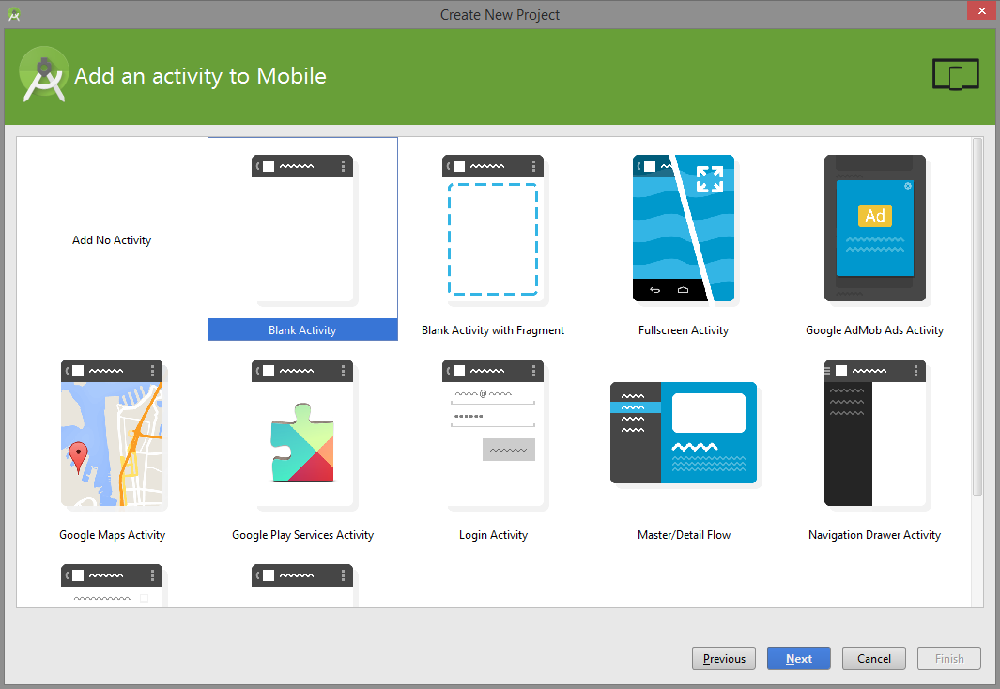 Create New Project
Add an activity to Mobile
Add No Activity
Blank Activity
Blank Activity with Fragment
Fullscreen Activity
Ad
Google AdMob Ads Activity
Google Maps Activity
@
Google Play Services Activity
Login Activity
Master/Detail Flow
Navigation Drawer Activity
Previous
Next
Cancel
Finish